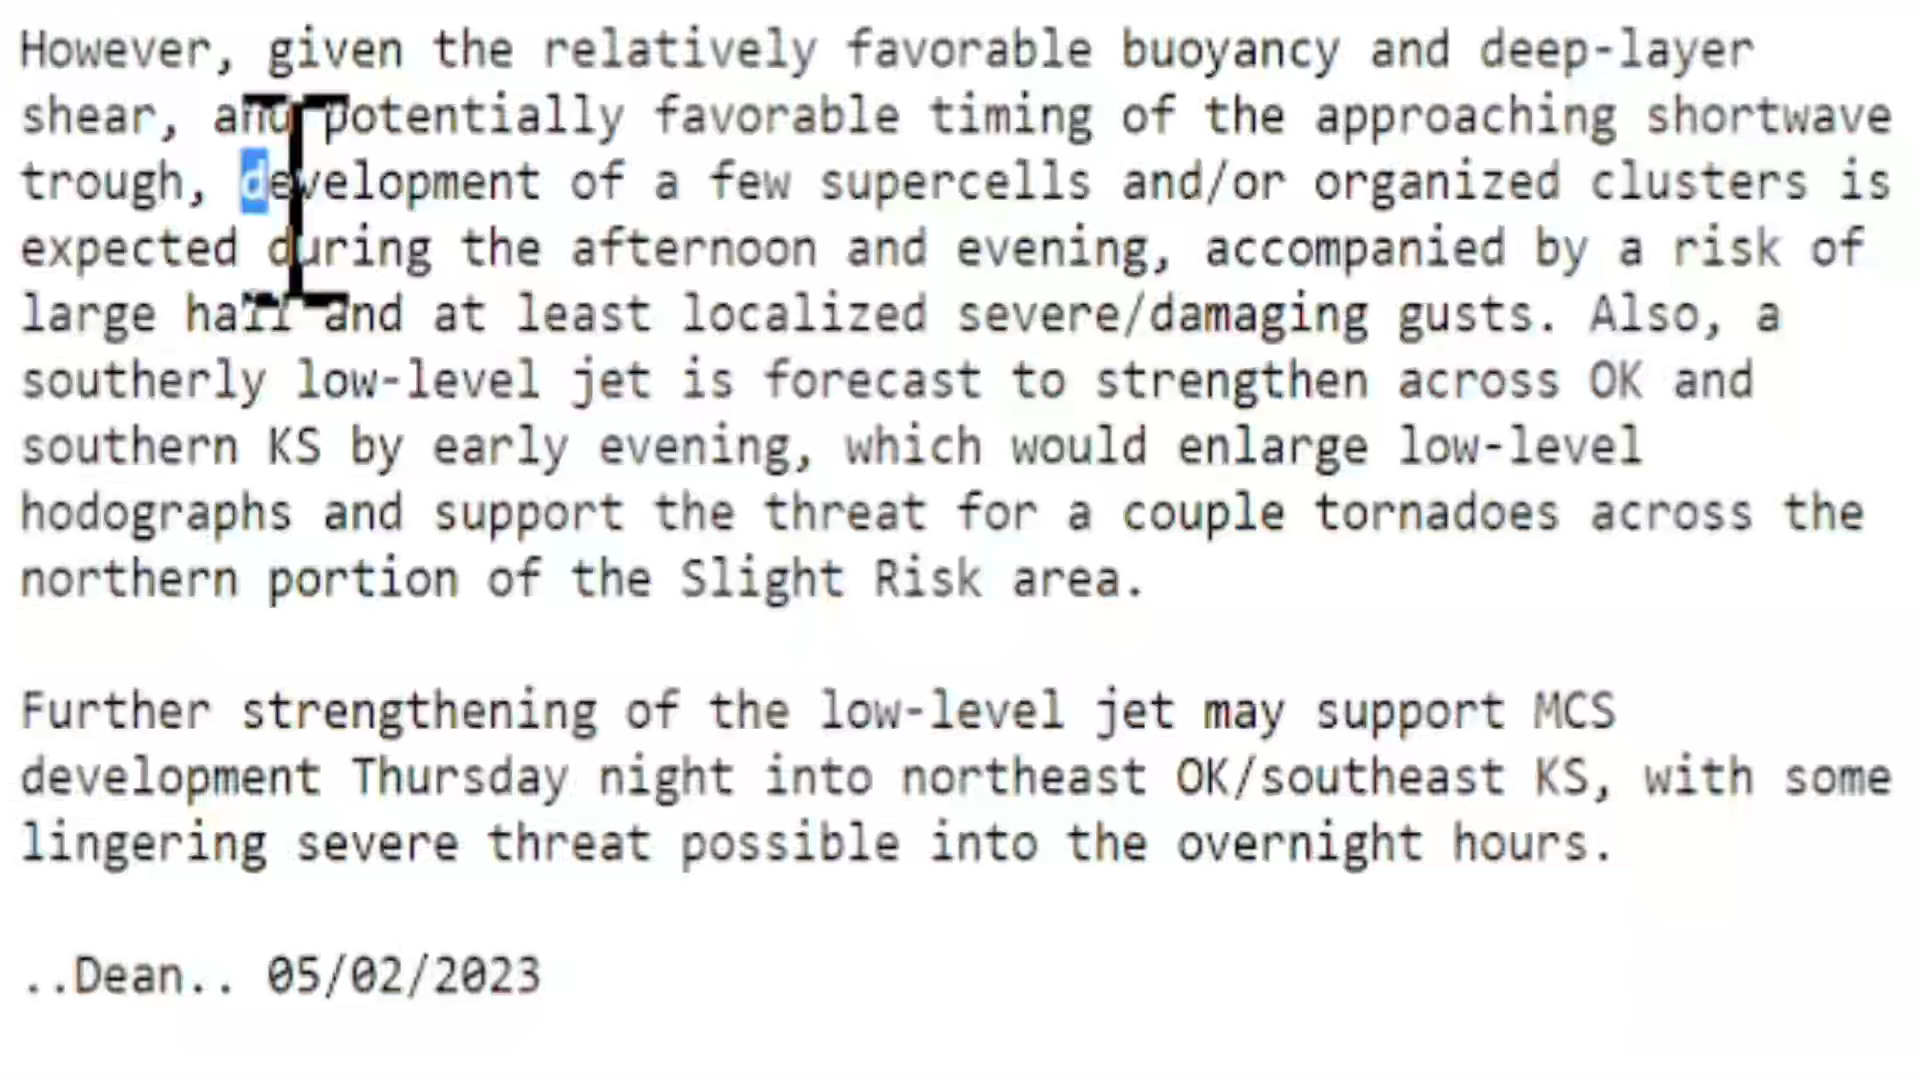 However, given the relatively favorable buoyancy and deep-layer
shear, and potentially favorable timing of the approaching shortwave
trough, development of a few supercells and/or organized clusters is
expected during the afternoon and evening, accompanied by a risk of
large hail and at least localized severe/damaging gusts. Also, a
southerly low-level jet is forecast to strengthen across OK and
southern KS by early evening, which would enlarge low-level
hodographs and support the threat for a couple tornadoes across the
northern portion of the Slight Risk area.
Further strengthening of the low-level jet may support MCS
development Thursday night into northeast OK/southeast KS, with some
lingering severe threat possible into the overnight hours.
..Dean.. 05/02/2023